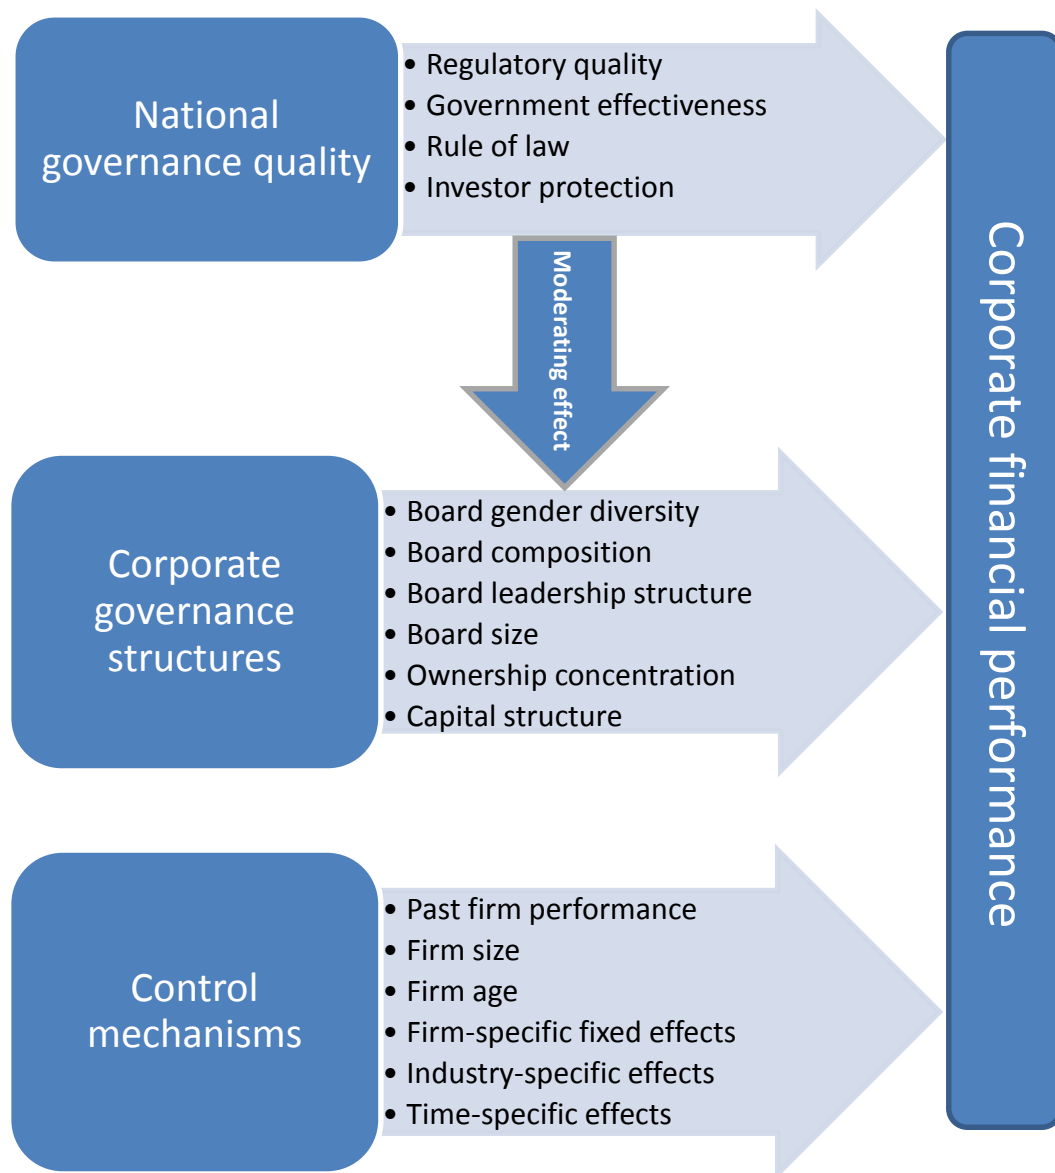 National
governance quality
• Regulatory quality
• Government effectiveness
• Rule of law
• Investor protection
Moderating effect
Corporate
governance
structures
• Board gender diversity
• Board composition
• Board leadership structure
• Board size
• Ownership concentration
• Capital structure
Control
mechanisms
• Past firm performance
• Firm size
• Firm age
• Firm-specific fixed effects
• Industry-specific effects
• Time-specific effects
Corporate financial performance